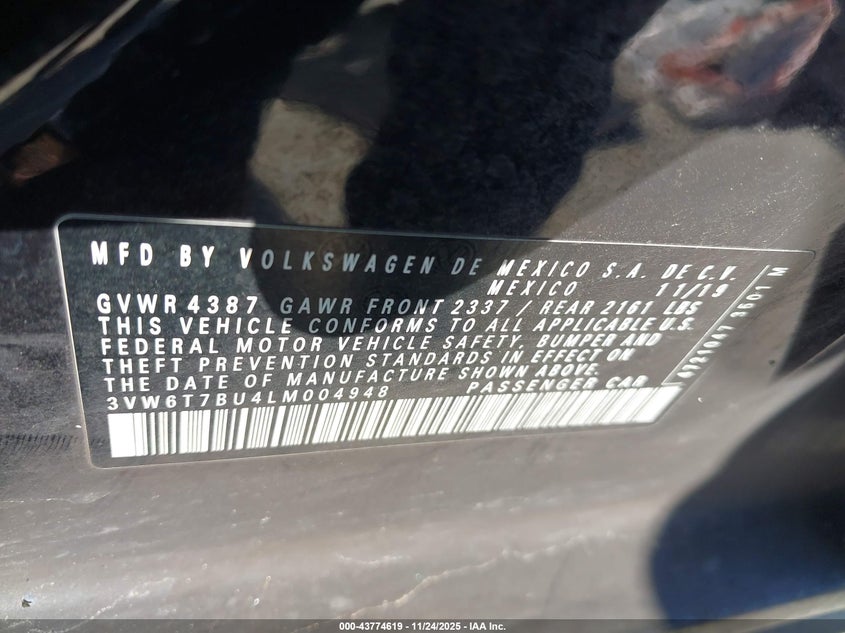 MFD BY VOLKSWAGEN DE MEXICO S.A. DE C.V.
MEXICO 11/19
GVWR 4387 GAWR FRONT 2337 / REAR 2161 LBS
THIS VEHICLE CONFORMS TO ALL APPLICABLE U.S.
FEDERAL MOTOR VEHICLE SAFETY, BUMPER AND
THEFT PREVENTION STANDARDS IN EFFECT ON
THE DATE OF MANUFACTURE SHOWN ABOVE
3VW6T7BU4LM004948 PASSENGER CAR
3501 M
000-43774619 - 11/24/2025 - IAA Inc.